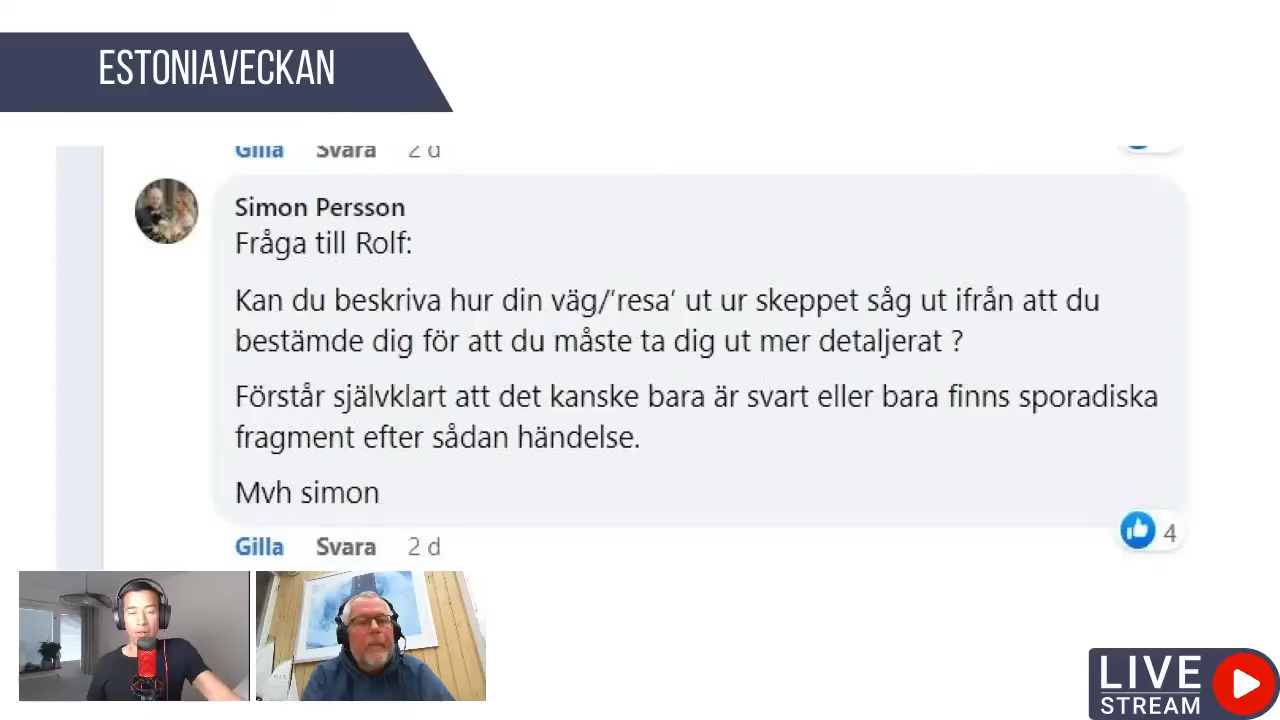 ESTONIAVECKAN
Gilla Svara 2 d
Simon Persson
Fråga till Rolf:
Kan du beskriva hur din väg/’resa’ ut ur skeppet såg ut ifrån att du
bestämde dig för att du måste ta dig ut mer detaljerat ?
Förstår självklart att det kanske bara är svart eller bara finns sporadiska
fragment efter sådan händelse.
Mvh simon
4
Gilla Svara 2 d
LIVE
STREAM